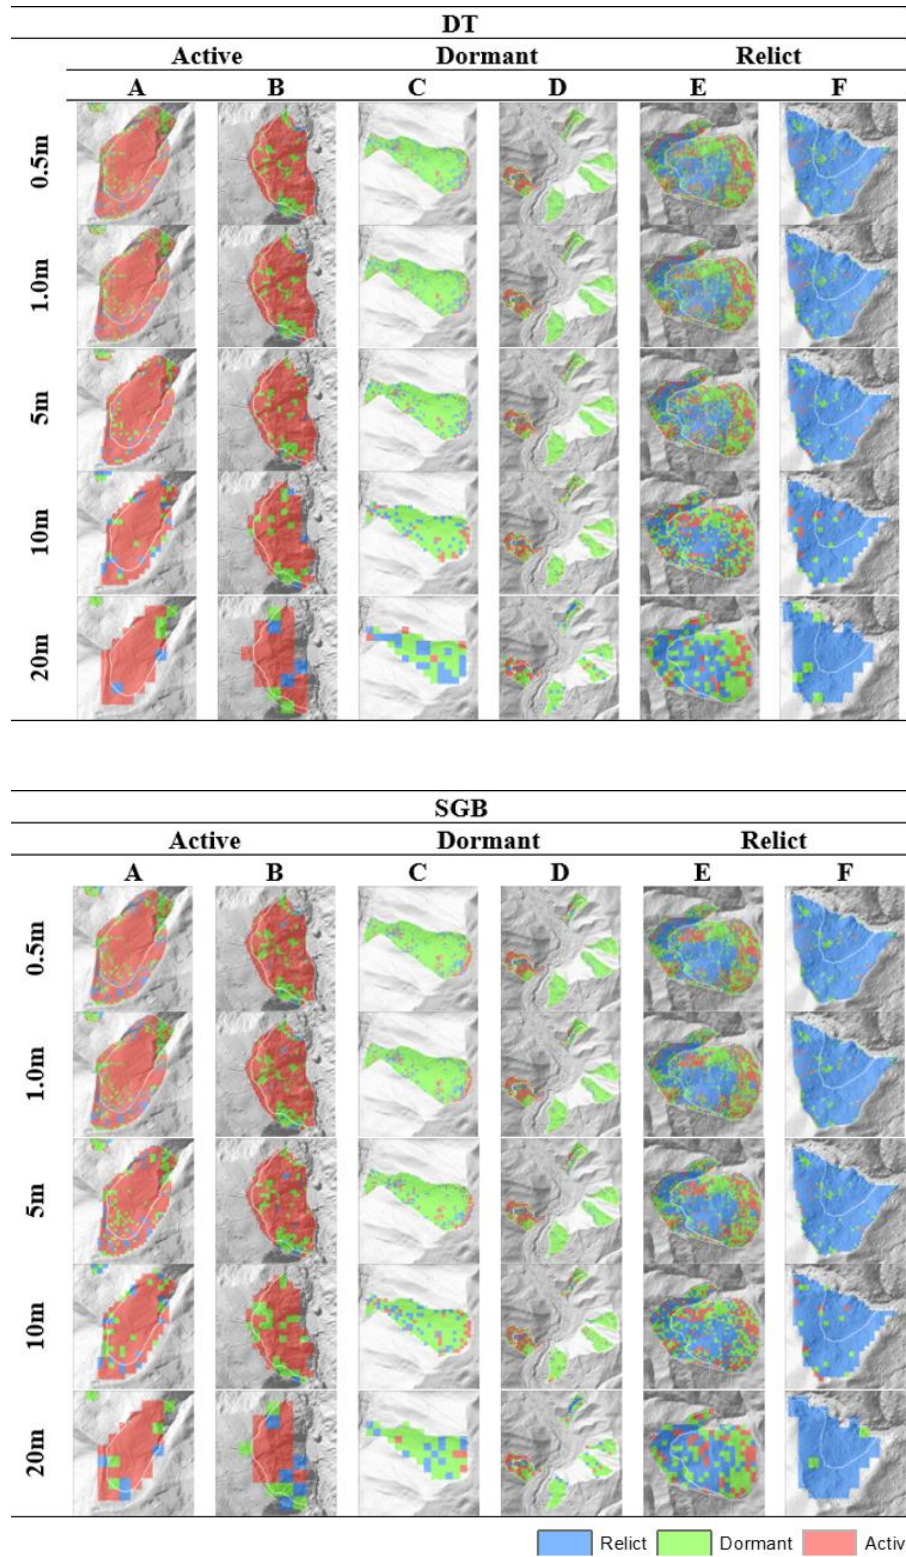 DT
Active Dormant Relict
A B C D E F
0.5m
1.0m
5m
10m
20m
SGB
Active Dormant Relict
A B C D E F
0.5m
1.0m
5m
10m
20m
Relict Dormant Activ